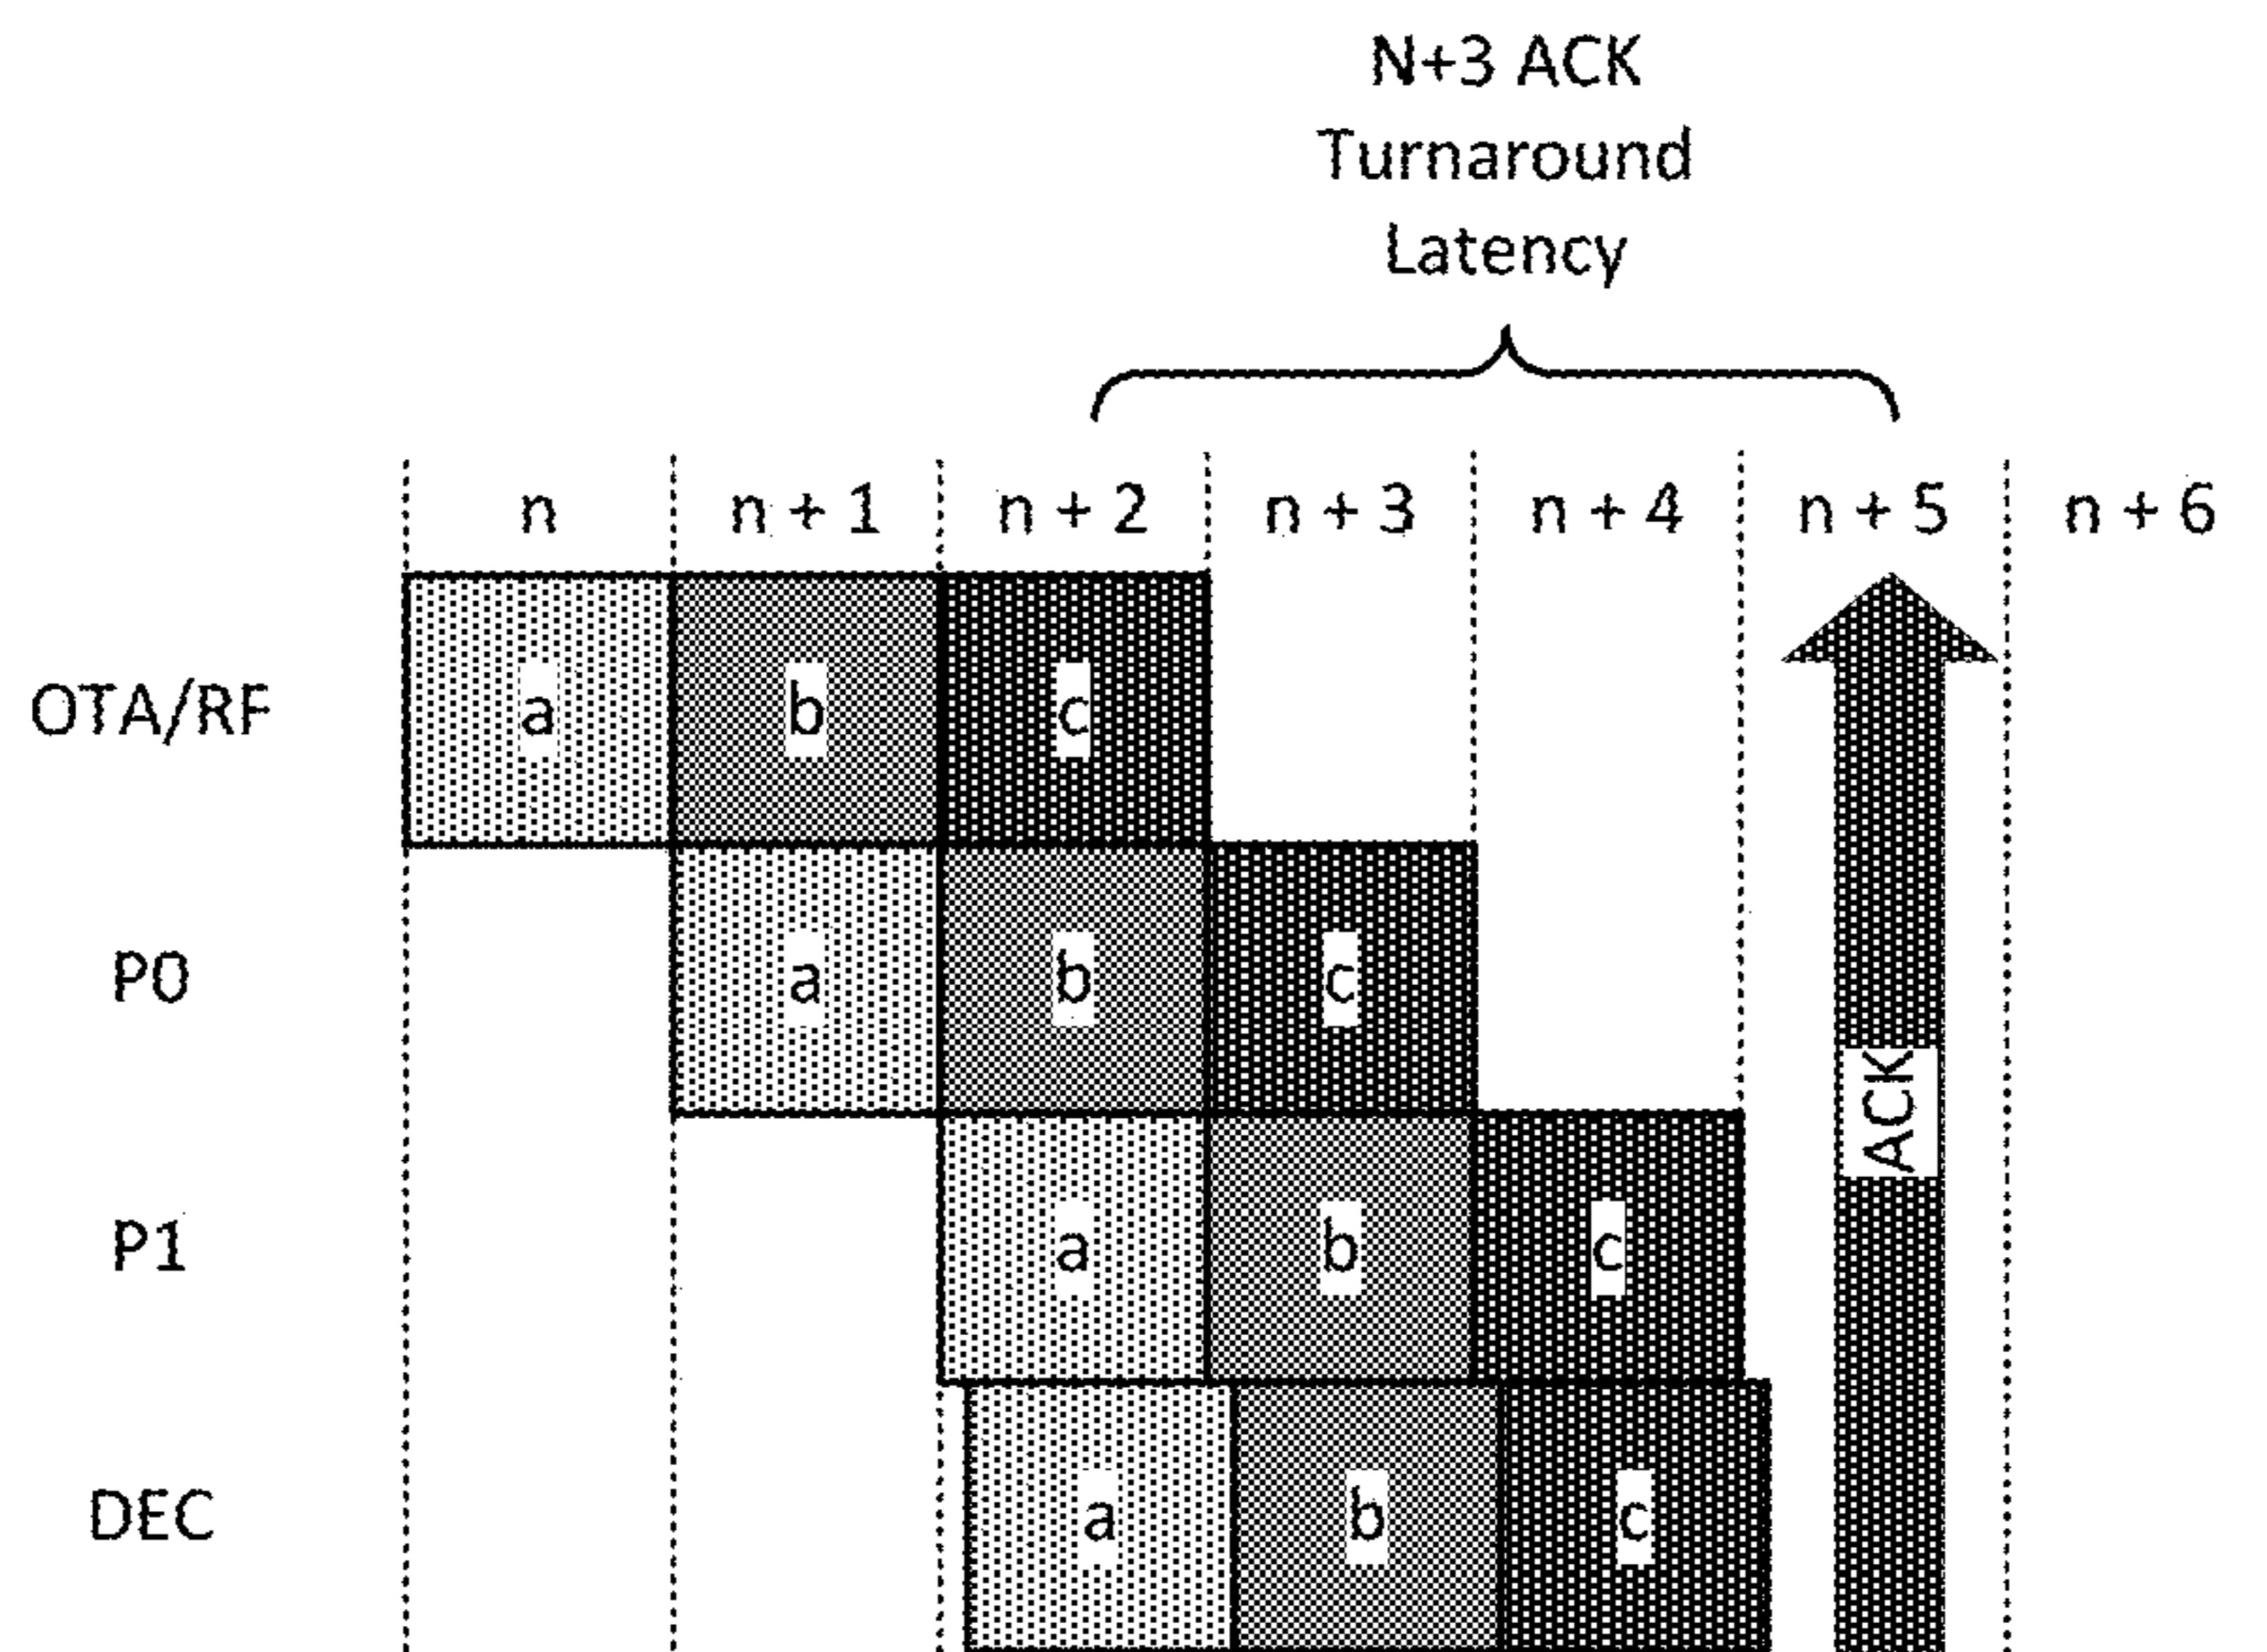 N+3 ACK
Turnaround
Latency
n n + 1 n + 2 n + 3 n + 4 n + 5 n + 6
OTA/RF a b c
P0 a b c
ACK
P1 a b c
DEC a b c